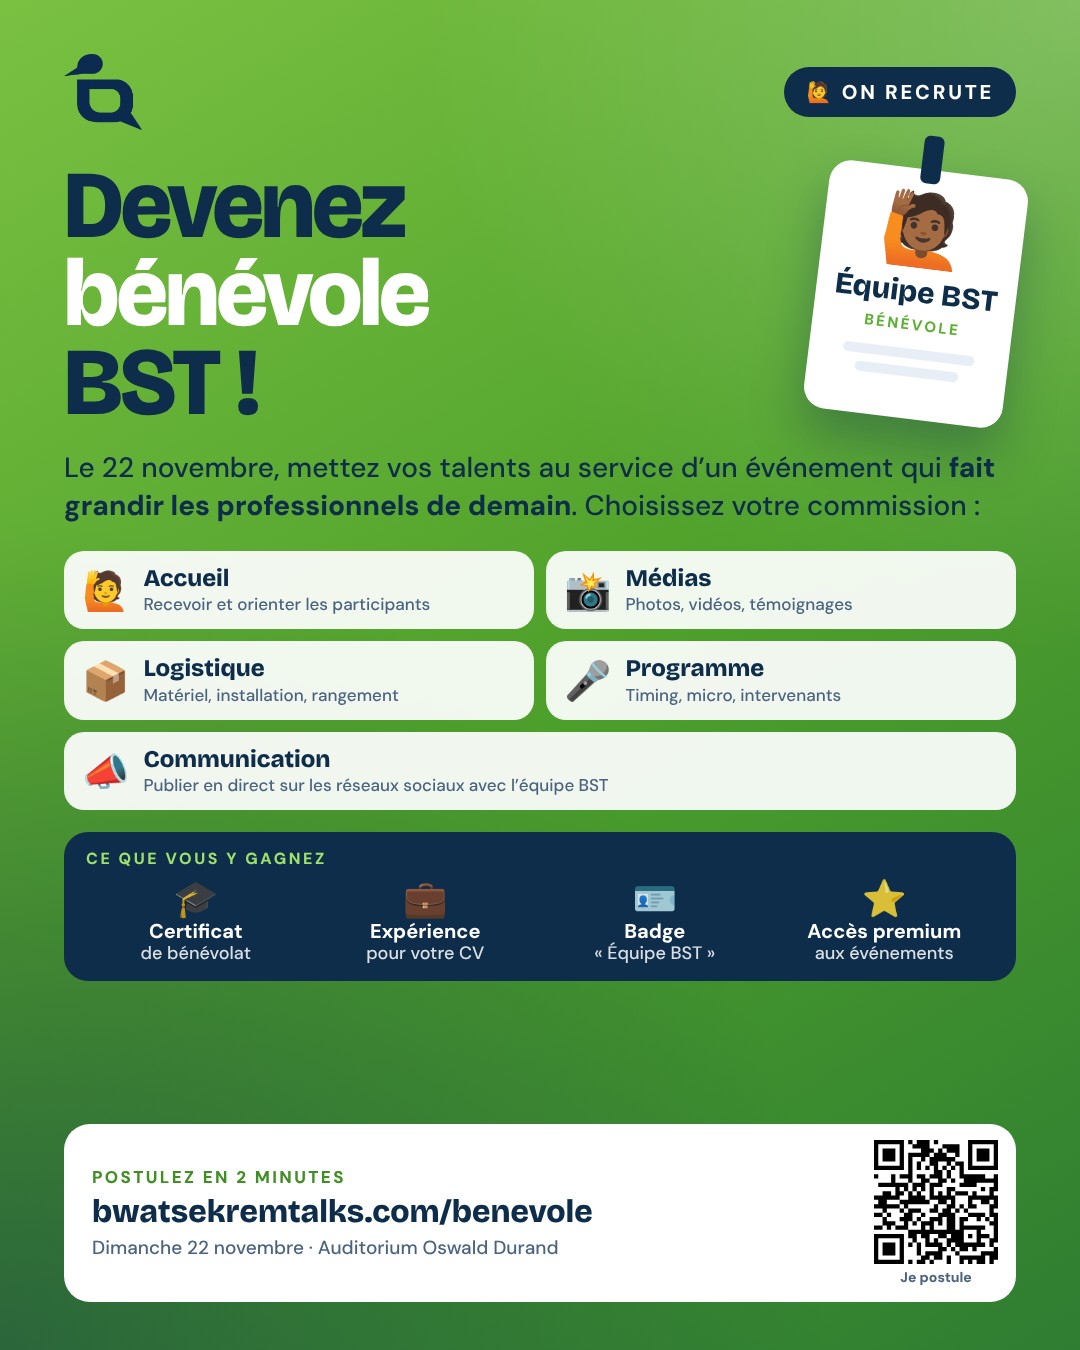 ON RECRUTE
Devenez
bénévole
BST !
Équipe BST
BÉNÉVOLE
Le 22 novembre, mettez vos talents au service d’un événement qui fait
grandir les professionnels de demain. Choisissez votre commission :
Accueil
Recevoir et orienter les participants
Médias
Photos, vidéos, témoignages
Logistique
Matériel, installation, rangement
Programme
Timing, micro, intervenants
Communication
Publier en direct sur les réseaux sociaux avec l’équipe BST
CE QUE VOUS Y GAGNEZ
Certificat
de bénévolat
Expérience
pour votre CV
Badge
« Équipe BST »
Accès premium
aux événements
POSTULEZ EN 2 MINUTES
bwatsekremtalks.com/benevole
Dimanche 22 novembre · Auditorium Oswald Durand
Je postule